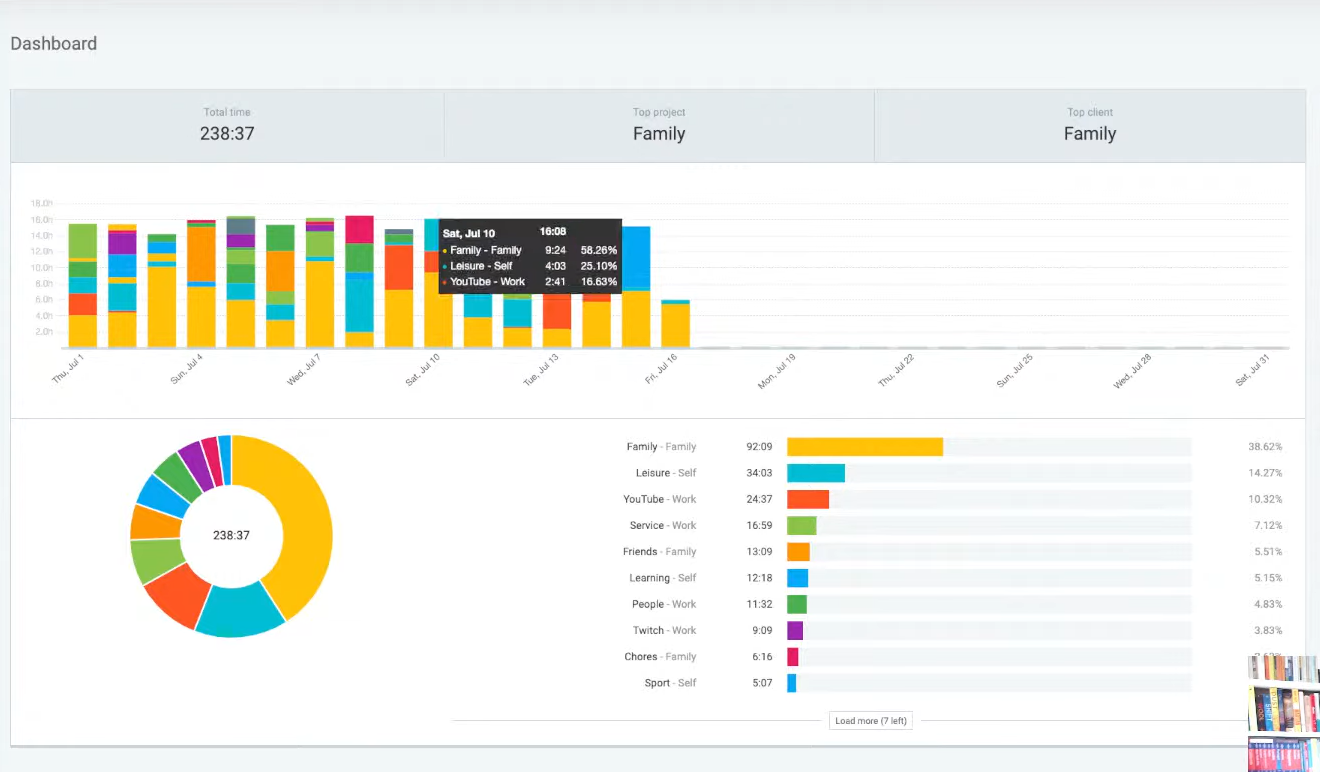 Dashboard
Total time
238:37
Top project
Family
Top client
Family
18.0h
16.0h
14.0h
12.0h
10.0h
8.0h
6.0h
4.0h
2.0h
Sat, Jul 10 16:08
Family - Family 9:24 58.26%
Leisure - Self 4:03 25.10%
YouTube - Work 2:41 16.63%
Thu, Jul 1
Sun, Jul 4
Wed, Jul 7
Sat, Jul 10
Tue, Jul 13
Fri, Jul 16
Mon, Jul 19
Thu, Jul 22
Sun, Jul 25
Wed, Jul 28
Sat, Jul 31
238:37
Family - Family 92:09 38.62%
Leisure - Self 34:03 14.27%
YouTube - Work 24:37 10.32%
Service - Work 16:59 7.12%
Friends - Family 13:09 5.51%
Learning - Self 12:18 5.15%
People - Work 11:32 4.83%
Twitch - Work 9:09 3.83%
Chores - Family 6:16
Sport - Self 5:07
Load more (7 left)